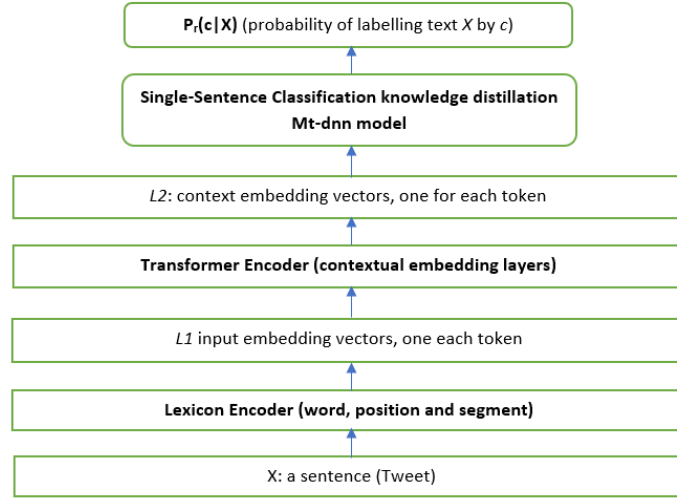 Pr(c|X) (probability of labelling text X by c)
Single-Sentence Classification knowledge distillation
Mt-dnn model
L2: context embedding vectors, one for each token
Transformer Encoder (contextual embedding layers)
L1 input embedding vectors, one each token
Lexicon Encoder (word, position and segment)
X: a sentence (Tweet)